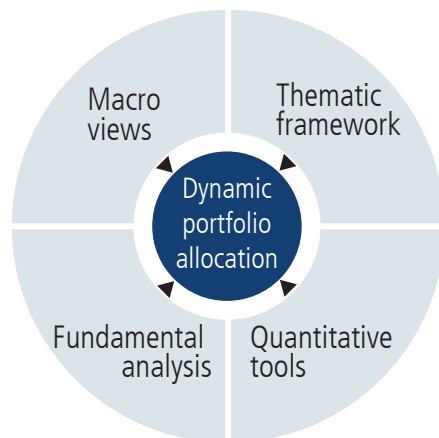 Macro
views
Thematic
framework
Dynamic
portfolio
allocation
Fundamental
analysis
Quantitative
tools